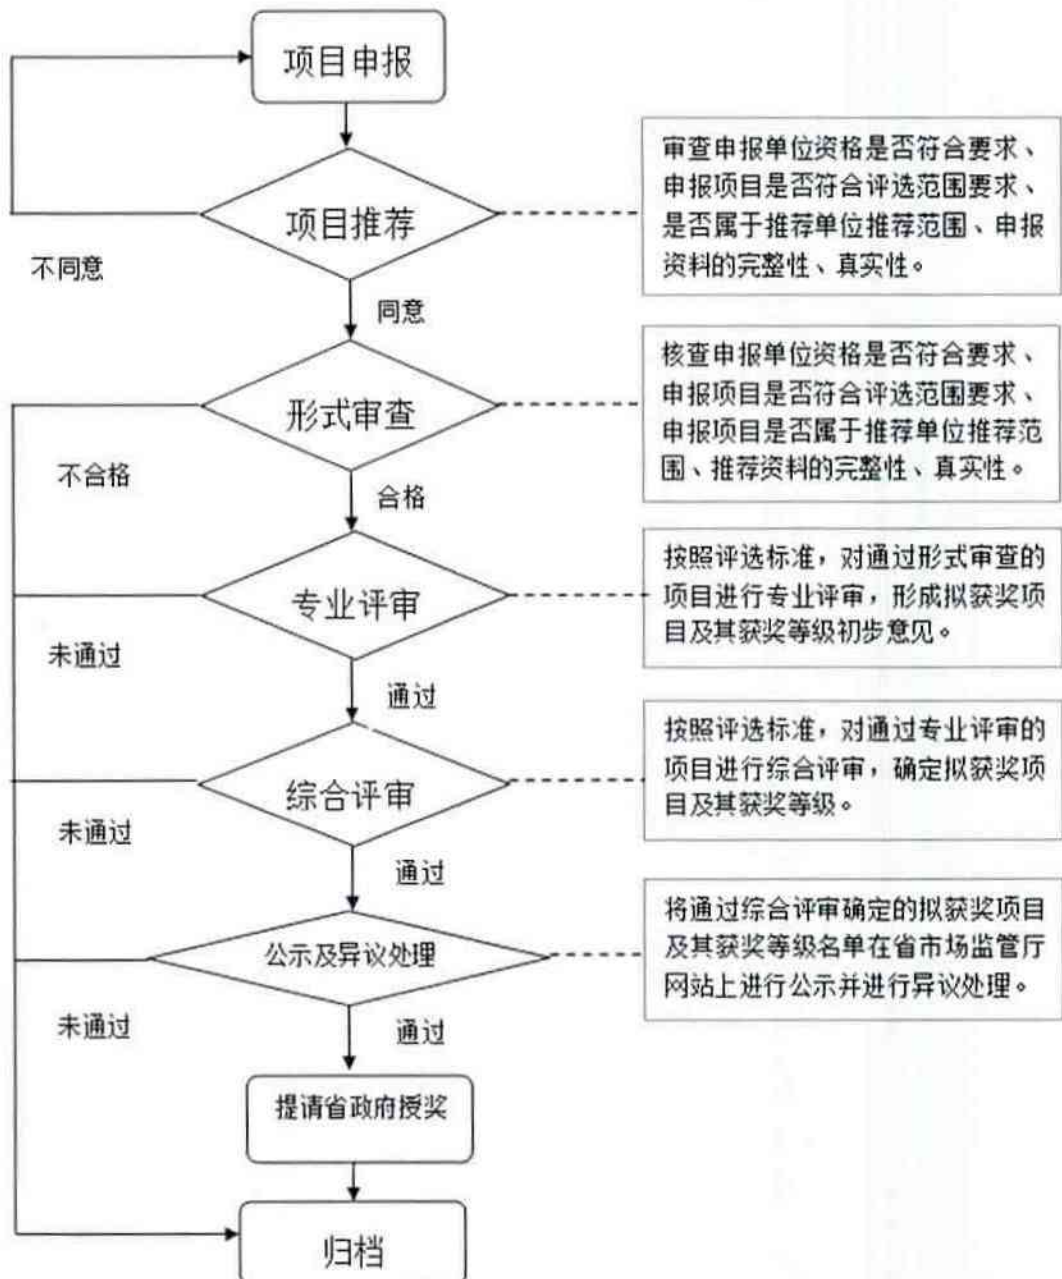 项目申报
项目推荐
审查申报单位资格是否符合要求、
申报项目是否符合评选范围要求、
是否属于推荐单位推荐范围、申报
资料的完整性、真实性。
不同意
同意
形式审查
核查申报单位资格是否符合要求、
申报项目是否符合评选范围要求、
申报项目是否属于推荐单位推荐范
围、推荐资料的完整性、真实性。
不合格
合格
专业评审
按照评选标准，对通过形式审查的
项目进行专业评审，形成拟获奖项
目及其获奖等级初步意见。
未通过
通过
综合评审
按照评选标准，对通过专业评审的
项目进行综合评审，确定拟获奖项
目及其获奖等级。
未通过
通过
公示及异议处理
将通过综合评审确定的拟获奖项目
及其获奖等级名单在省市场监管厅
网站上进行公示并进行异议处理。
未通过
通过
提请省政府授奖
归档